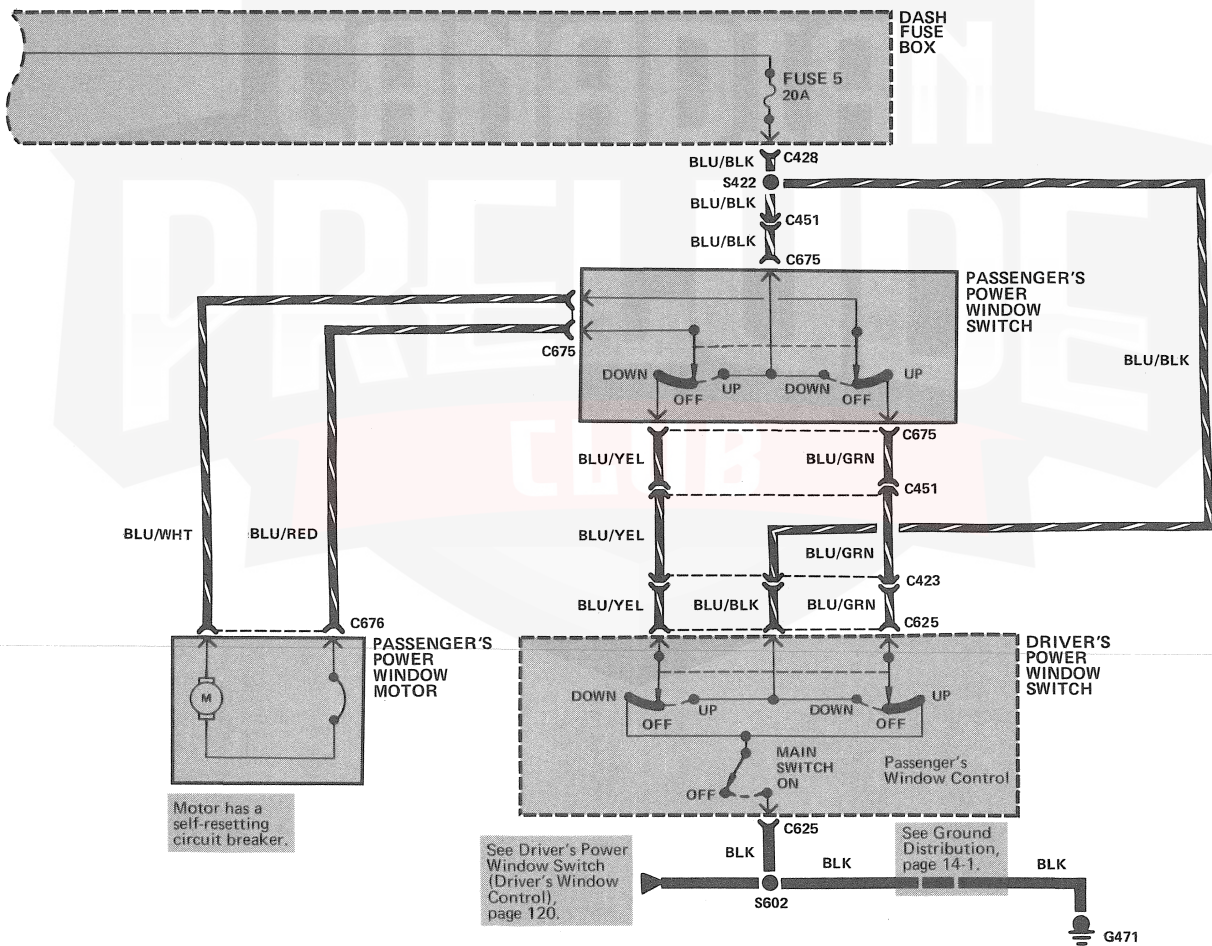 DASH
FUSE
BOX
FUSE 5
20A
BLU/BLK
C428
S422
BLU/BLK
C451
BLU/BLK
C675
PASSENGER'S
POWER
WINDOW
SWITCH
C675
DOWN
OFF
UP
DOWN
OFF
UP
BLU/BLK
PRELUDE
CLUB
C675
BLU/YEL
BLU/GRN
C451
BLU/WHT
BLU/RED
BLU/YEL
BLU/GRN
C423
BLU/YEL
BLU/BLK
BLU/GRN
C625
C676
PASSENGER'S
POWER
WINDOW
MOTOR
M
DRIVER'S
POWER
WINDOW
SWITCH
DOWN
OFF
UP
DOWN
OFF
UP
MAIN
SWITCH
ON
OFF
Passenger's
Window Control
Motor has a
self-resetting
circuit breaker.
C625
See Driver's Power
Window Switch
(Driver's Window
Control),
page 120.
BLK
S602
BLK
See Ground
Distribution,
page 14-1.
BLK
G471